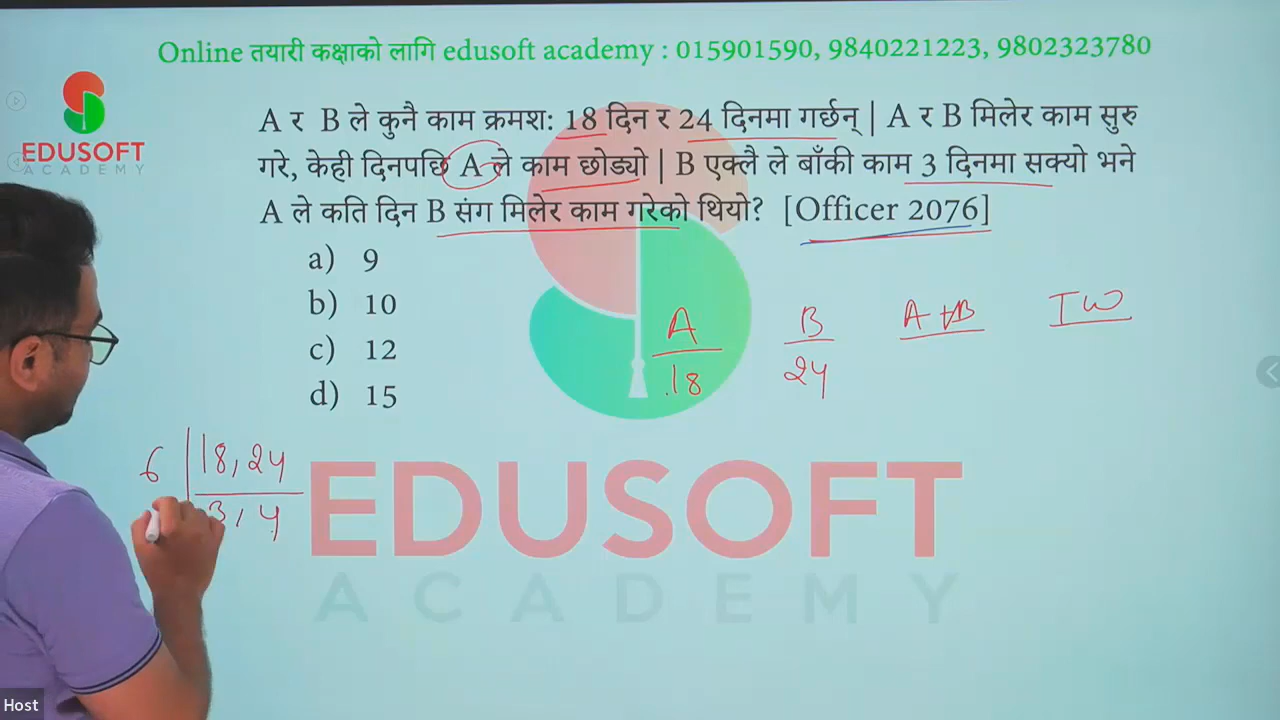 Online तयारी कक्षाको लागि edusoft academy : 015901590, 9840221223, 9802323780
EDUSOFT
ACADEMY
A र B ले कुनै काम क्रमश: 18 दिन र 24 दिनमा गर्छन् | A र B मिलेर काम सुरु
गरे, केही दिनपछि A ले काम छोड्यो | B एक्लै ले बाँकी काम 3 दिनमा सक्यो भने
A ले कति दिन B संग मिलेर काम गरेको थियो? [Officer 2076]
a) 9
b) 10
c) 12
d) 15
A B A+B TW
18 24
6 18, 24
3, 4
EDUSOFT
ACADEMY
Host